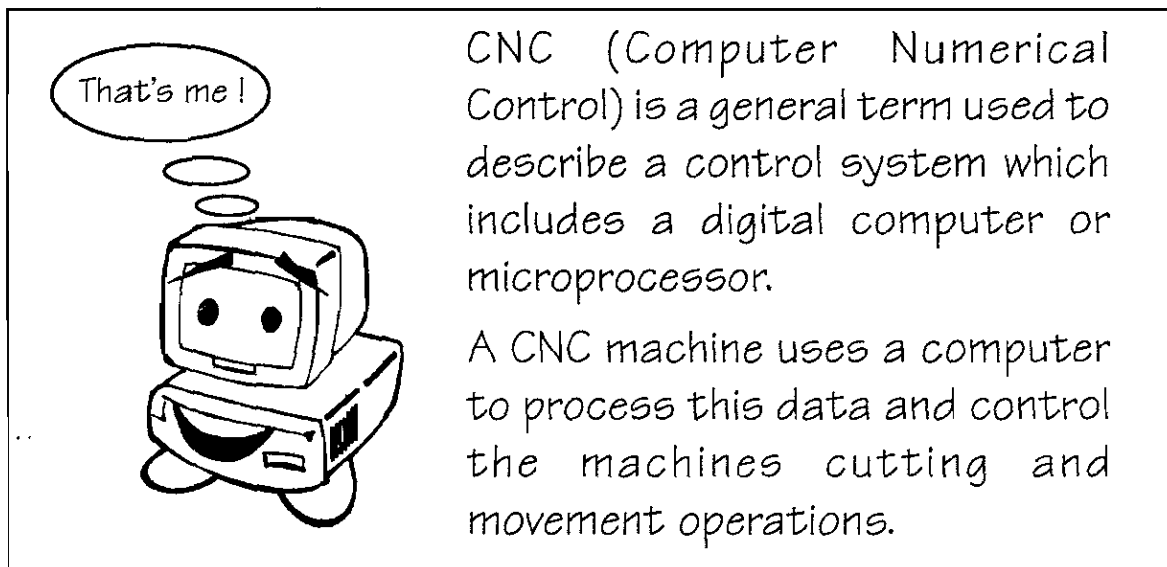 That's me !
CNC (Computer Numerical
Control) is a general term used to
describe a control system which
includes a digital computer or
microprocessor.
A CNC machine uses a computer
to process this data and control
the machines cutting and
movement operations.